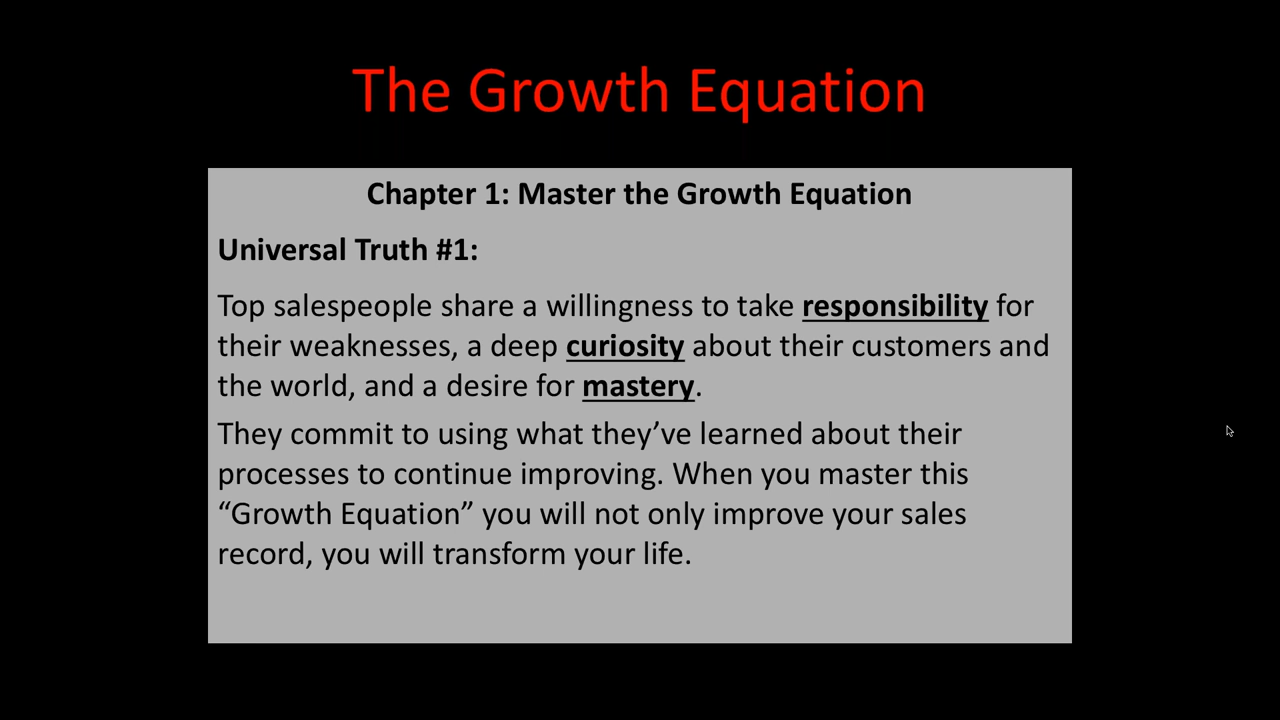 The Growth Equation
Chapter 1: Master the Growth Equation
Universal Truth #1:
Top salespeople share a willingness to take responsibility for
their weaknesses, a deep curiosity about their customers and
the world, and a desire for mastery.
They commit to using what they’ve learned about their
processes to continue improving. When you master this
“Growth Equation” you will not only improve your sales
record, you will transform your life.